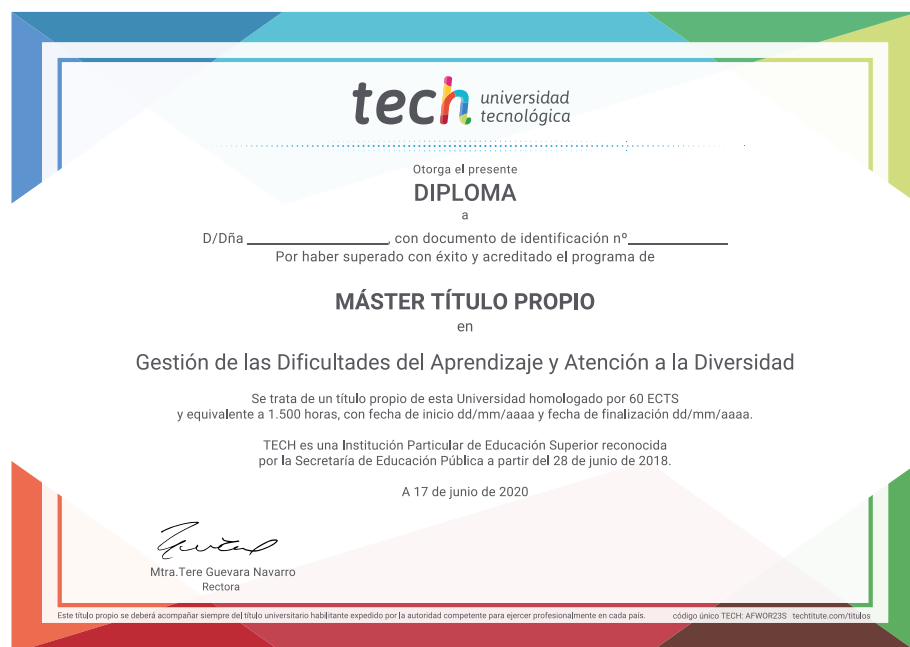 tech universidad
tecnológica
Otorga el presente
DIPLOMA
a
D/Dña ____________________, con documento de identificación nº______________
Por haber superado con éxito y acreditado el programa de
MÁSTER TÍTULO PROPIO
en
Gestión de las Dificultades del Aprendizaje y Atención a la Diversidad
Se trata de un título propio de esta Universidad homologado por 60 ECTS
y equivalente a 1.500 horas, con fecha de inicio dd/mm/aaaa y fecha de finalización dd/mm/aaaa.
TECH es una Institución Particular de Educación Superior reconocida
por la Secretaría de Educación Pública a partir del 28 de junio de 2018.
A 17 de junio de 2020
Mtra.Tere Guevara Navarro
Rectora
Este título propio se deberá acompañar siempre del título universitario habilitante expedido por la autoridad competente para ejercer profesionalmente en cada país. código único TECH: AFWOR23S techtitute.com/titulos